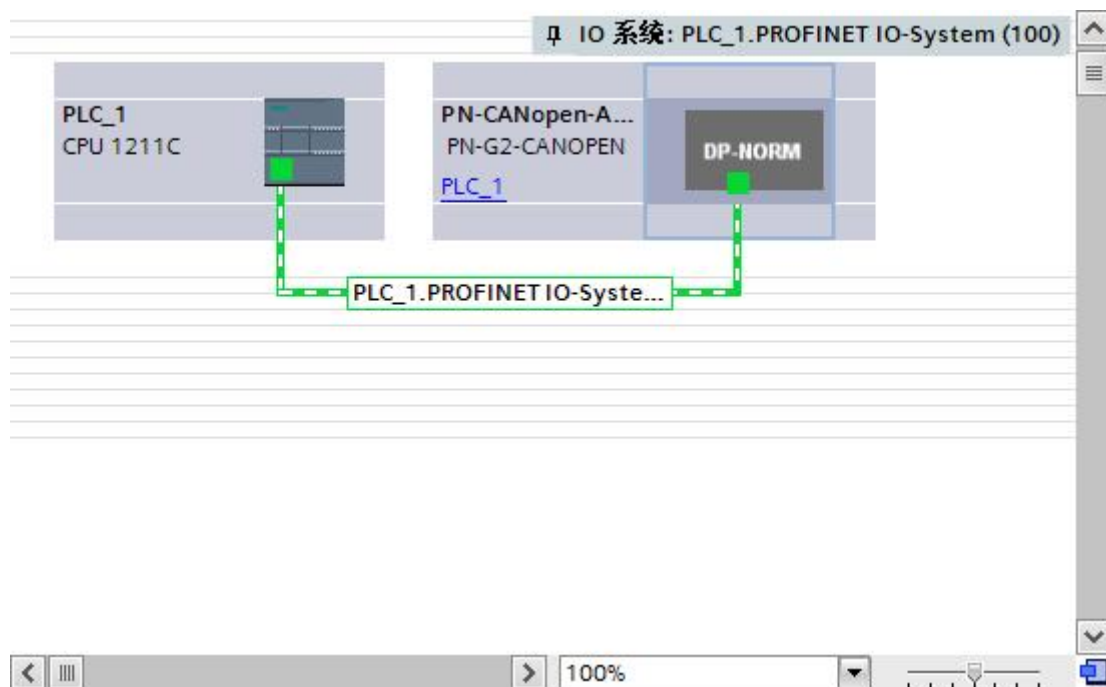 IO 系统: PLC_1.PROFINET IO-System (100)
PLC_1
CPU 1211C
PN-CANopen-A...
PN-G2-CANOPEN
PLC_1
DP-NORM
PLC_1.PROFINET IO-Syste...
100%